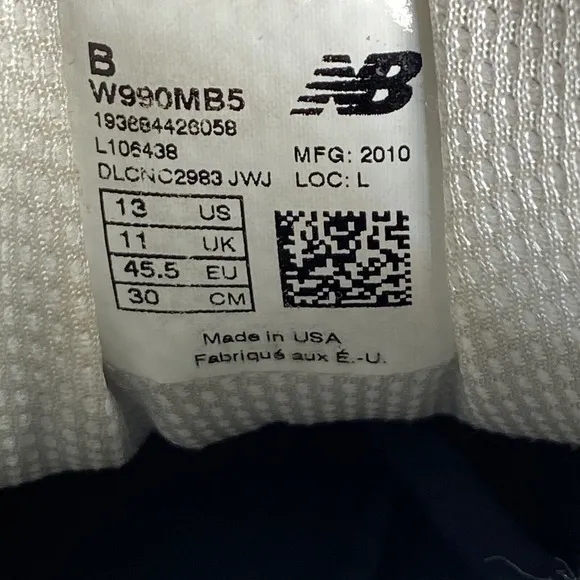 B
W990MB5
193684426058
L106438
DLCNC2983 JWJ
NB
MFG: 2010
LOC: L
13 US
11 UK
45.5 EU
30 CM
Made in USA
Fabriqué aux É.-U.